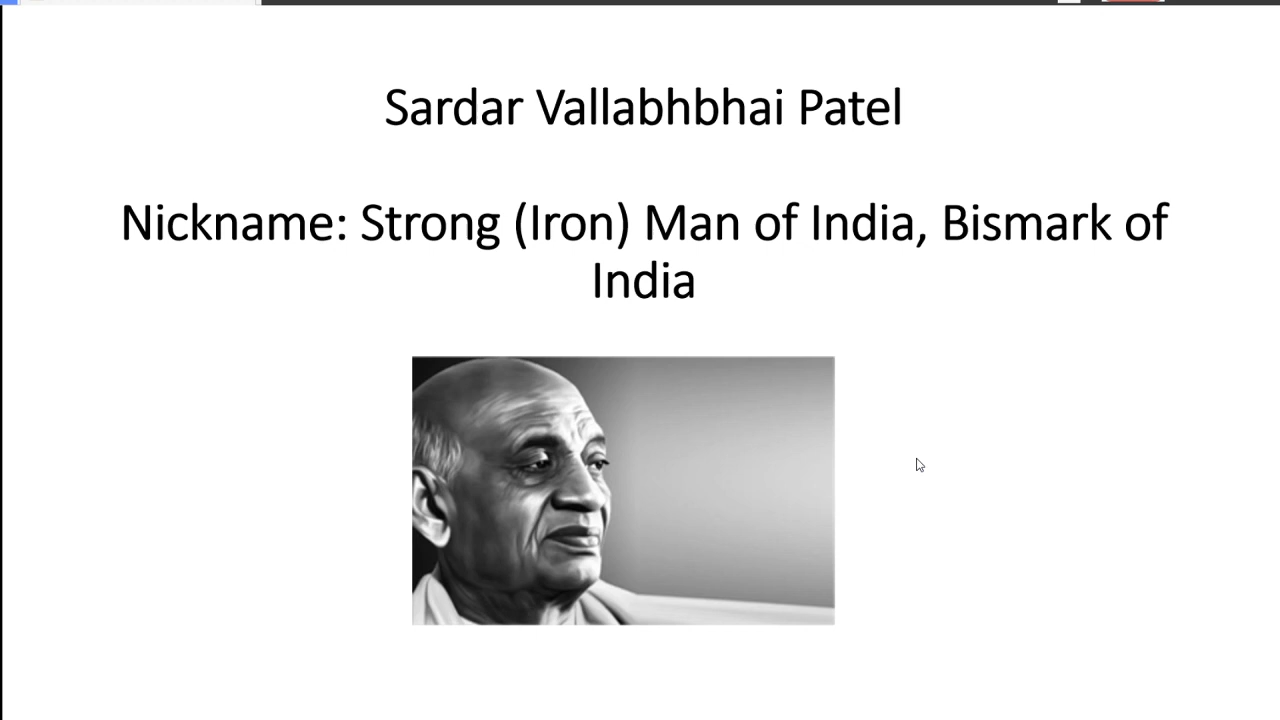 Sardar Vallabhbhai Patel
Nickname: Strong (Iron) Man of India, Bismark of
India